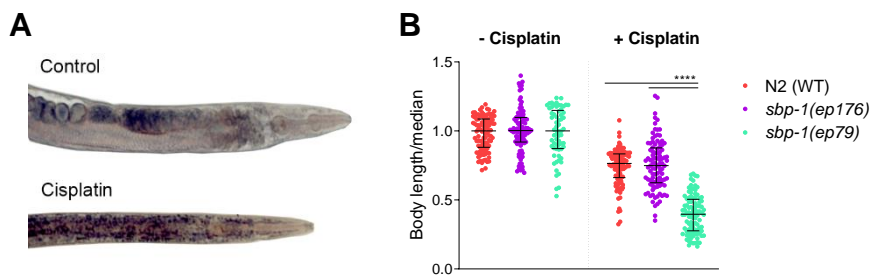 A
Control
Cisplatin
B
- Cisplatin
+ Cisplatin
Body length/median
1.5
1.0
0.5
0.0
****
N2 (WT)
sbp-1(ep176)
sbp-1(ep79)